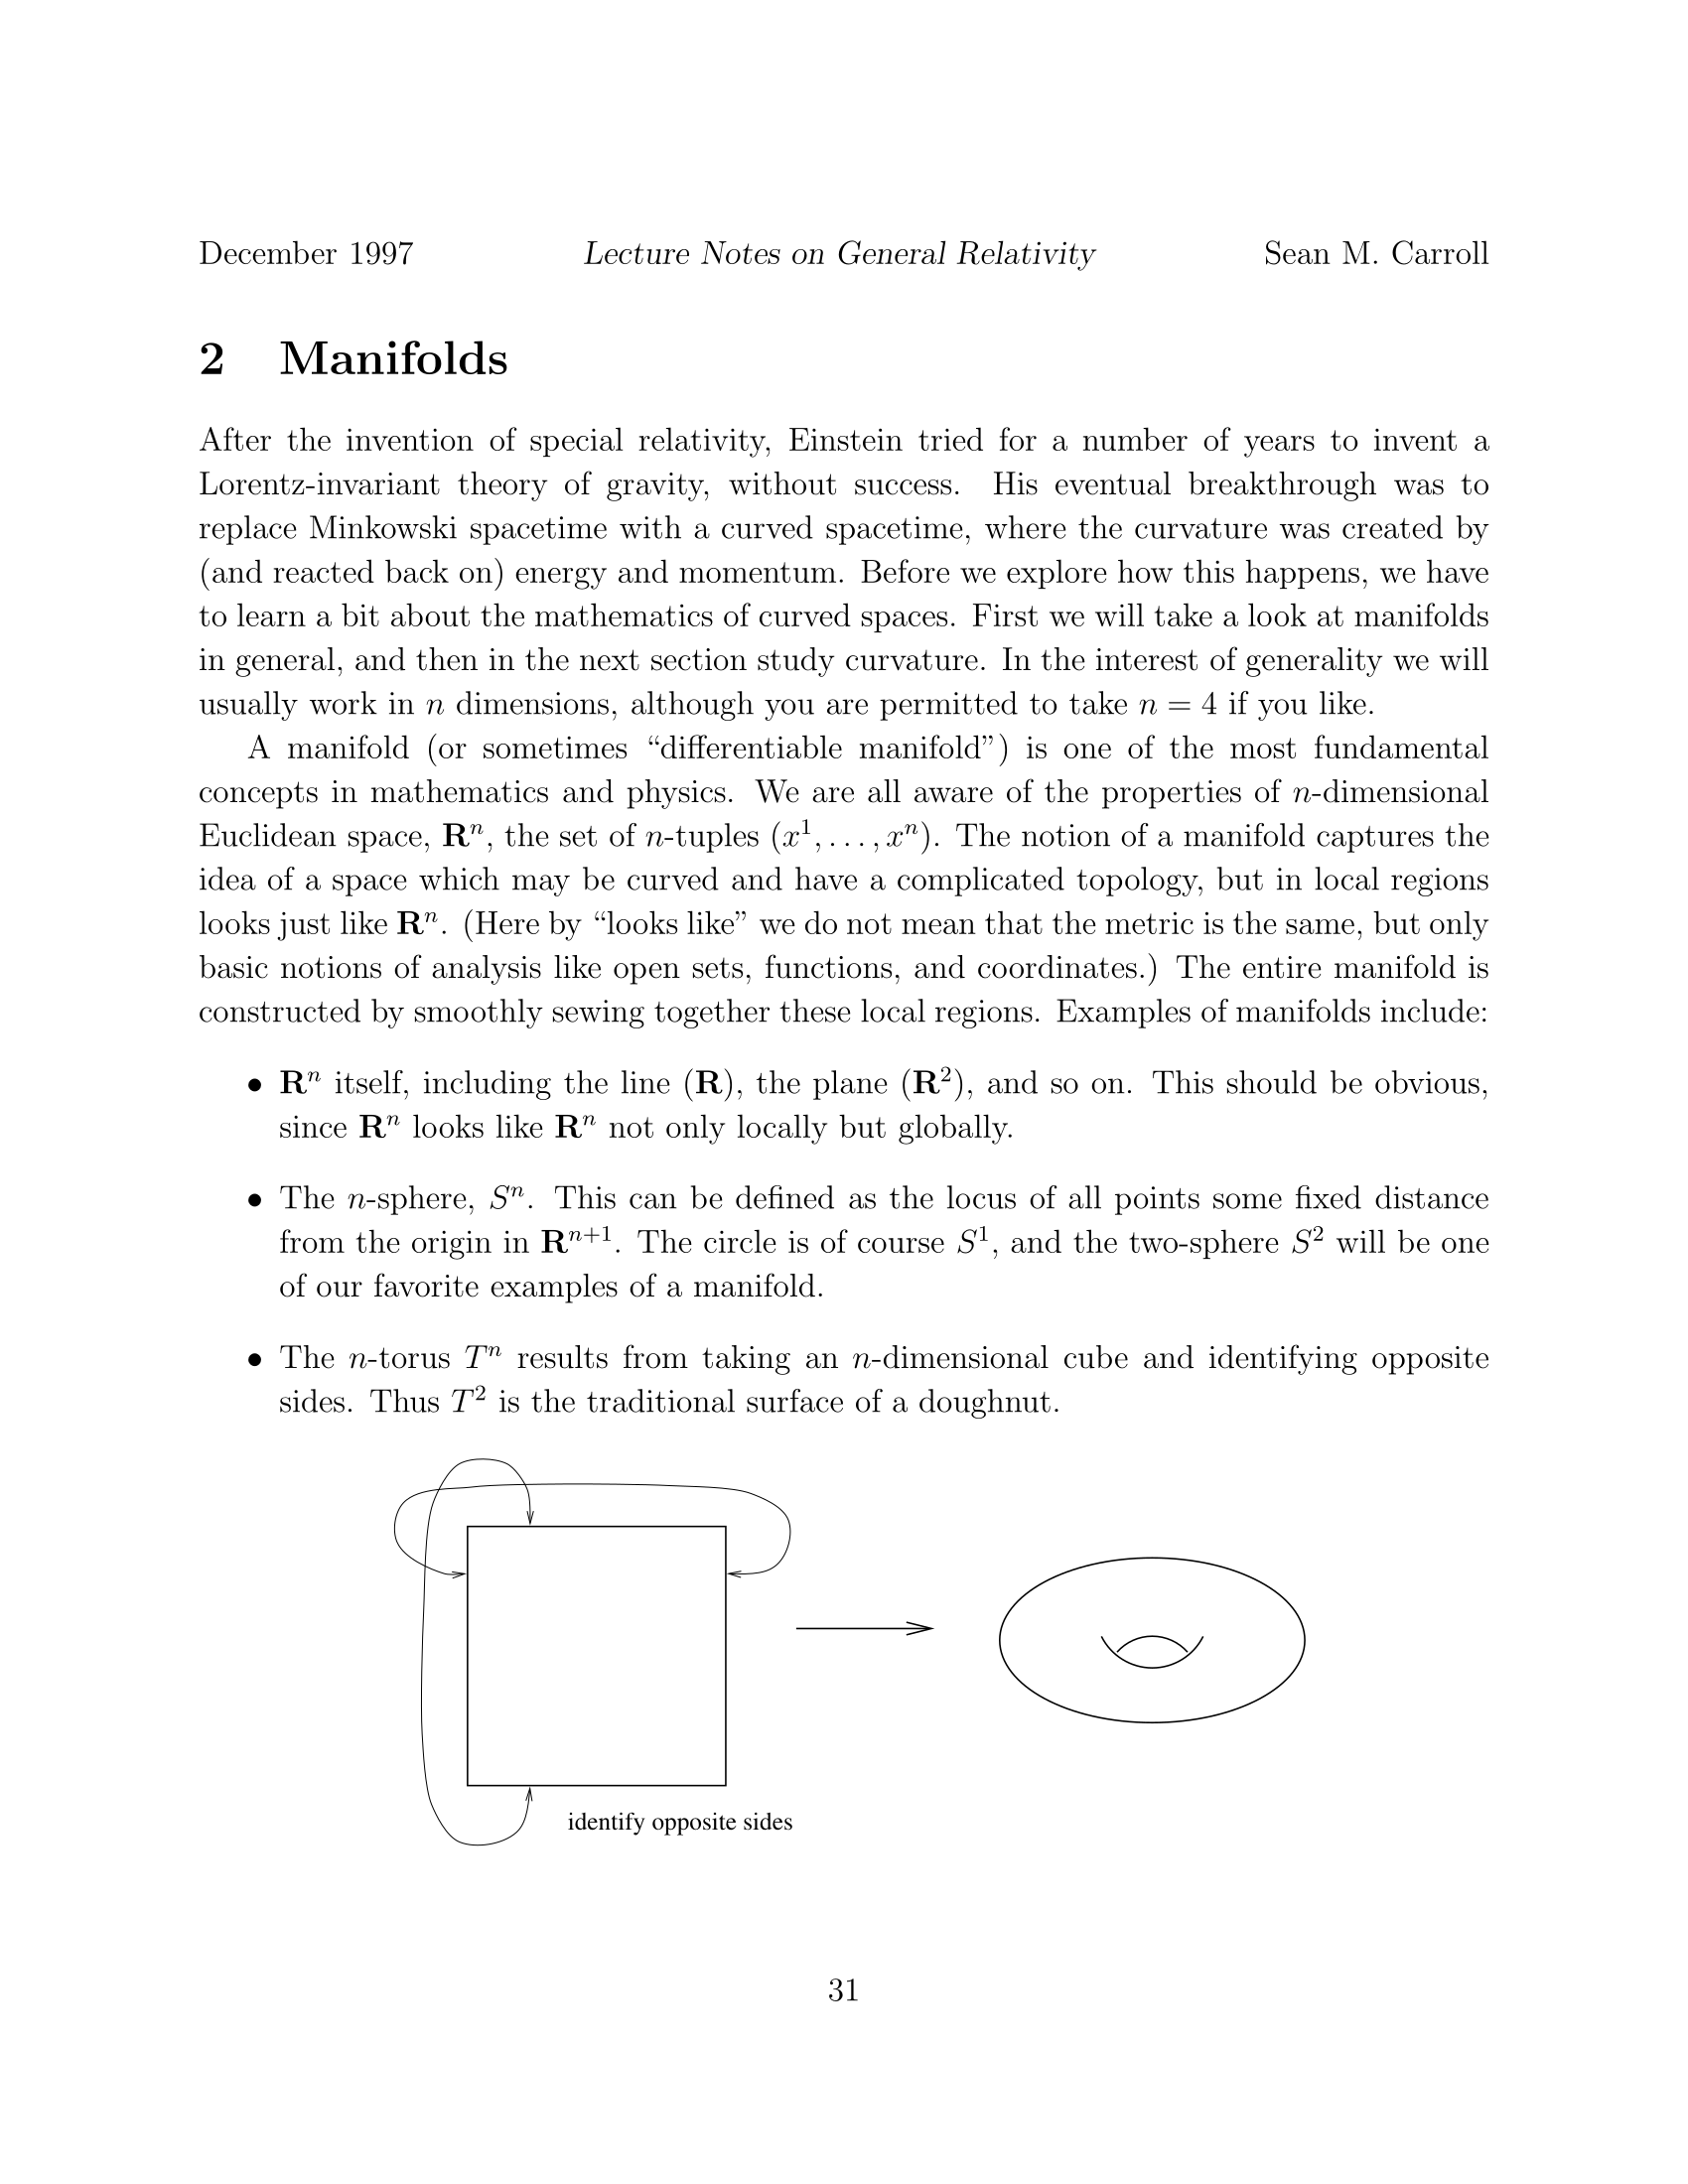 December 1997 Lecture Notes on General Relativity Sean M. Carroll
2 Manifolds
After the invention of special relativity, Einstein tried for a number of years to invent a
Lorentz-invariant theory of gravity, without success. His eventual breakthrough was to
replace Minkowski spacetime with a curved spacetime, where the curvature was created by
(and reacted back on) energy and momentum. Before we explore how this happens, we have
to learn a bit about the mathematics of curved spaces. First we will take a look at manifolds
in general, and then in the next section study curvature. In the interest of generality we will
usually work in n dimensions, although you are permitted to take n = 4 if you like.
A manifold (or sometimes “differentiable manifold”) is one of the most fundamental
concepts in mathematics and physics. We are all aware of the properties of n-dimensional
Euclidean space, Rⁿ, the set of n-tuples (x¹, . . . , xⁿ). The notion of a manifold captures the
idea of a space which may be curved and have a complicated topology, but in local regions
looks just like Rⁿ. (Here by “looks like” we do not mean that the metric is the same, but only
basic notions of analysis like open sets, functions, and coordinates.) The entire manifold is
constructed by smoothly sewing together these local regions. Examples of manifolds include:
• Rⁿ itself, including the line (R), the plane (R²), and so on. This should be obvious,
since Rⁿ looks like Rⁿ not only locally but globally.
• The n-sphere, Sⁿ. This can be defined as the locus of all points some fixed distance
from the origin in Rⁿ⁺¹. The circle is of course S¹, and the two-sphere S² will be one
of our favorite examples of a manifold.
• The n-torus Tⁿ results from taking an n-dimensional cube and identifying opposite
sides. Thus T² is the traditional surface of a doughnut.
identify opposite sides
31